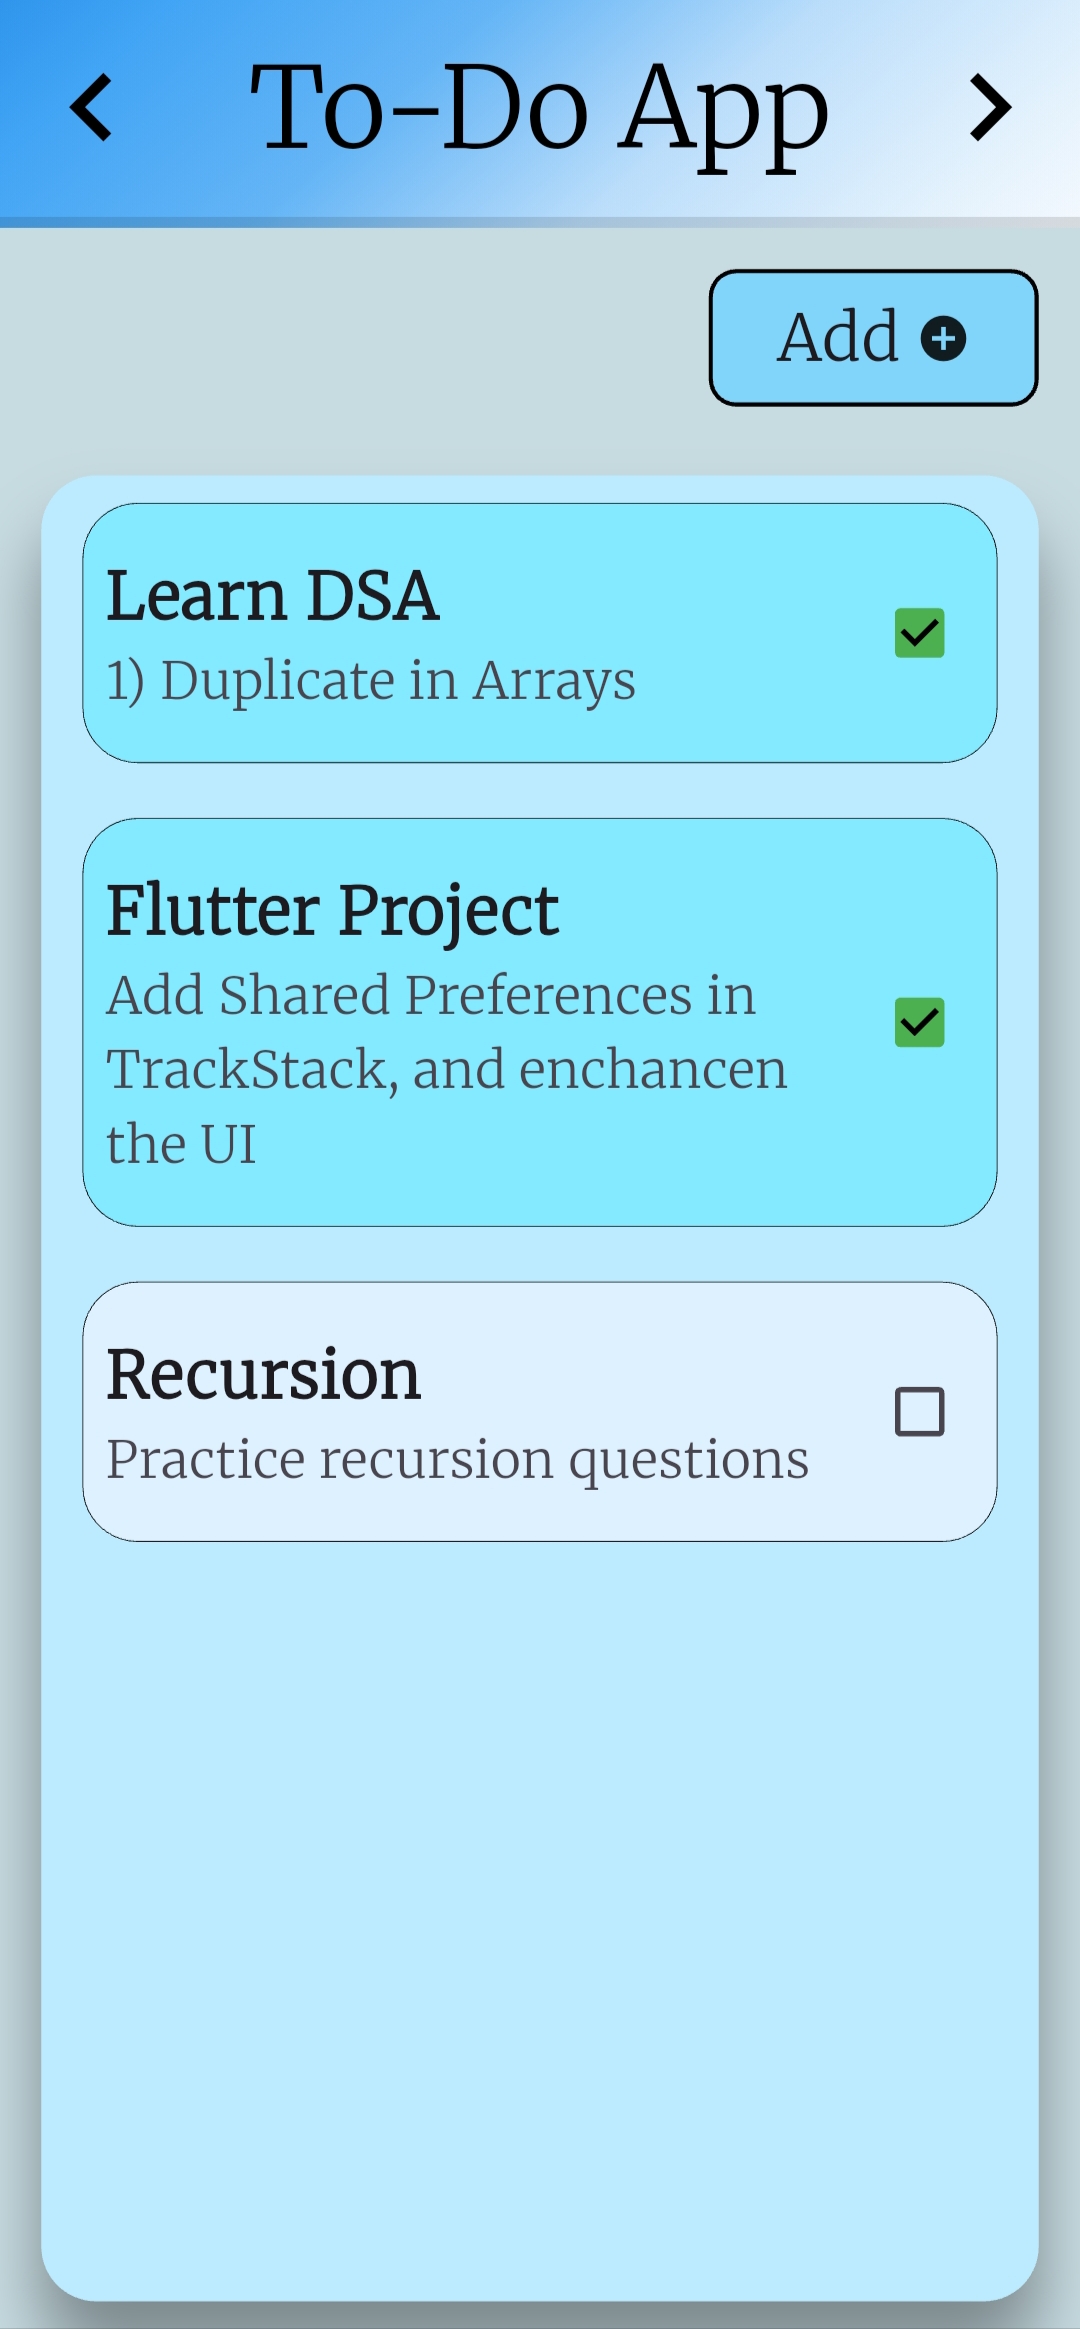 To-Do App
Add
Learn DSA
1) Duplicate in Arrays
Flutter Project
Add Shared Preferences in
TrackStack, and enchancen
the UI
Recursion
Practice recursion questions